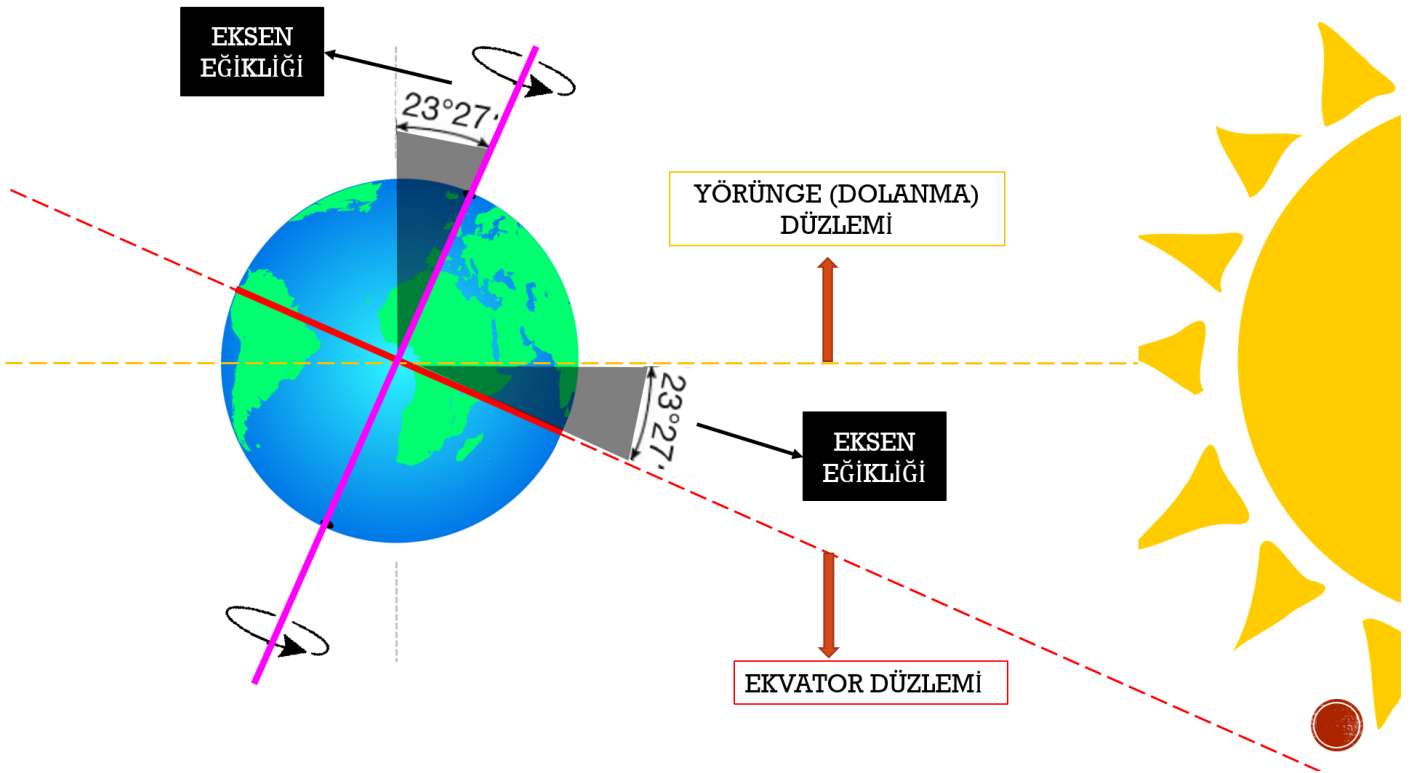 EKSEN
EĞİKLİĞİ
23°27'
YÖRÜNGE (DOLANMA)
DÜZLEMİ
23°27'
EKSEN
EĞİKLİĞİ
EKVATOR DÜZLEMİ